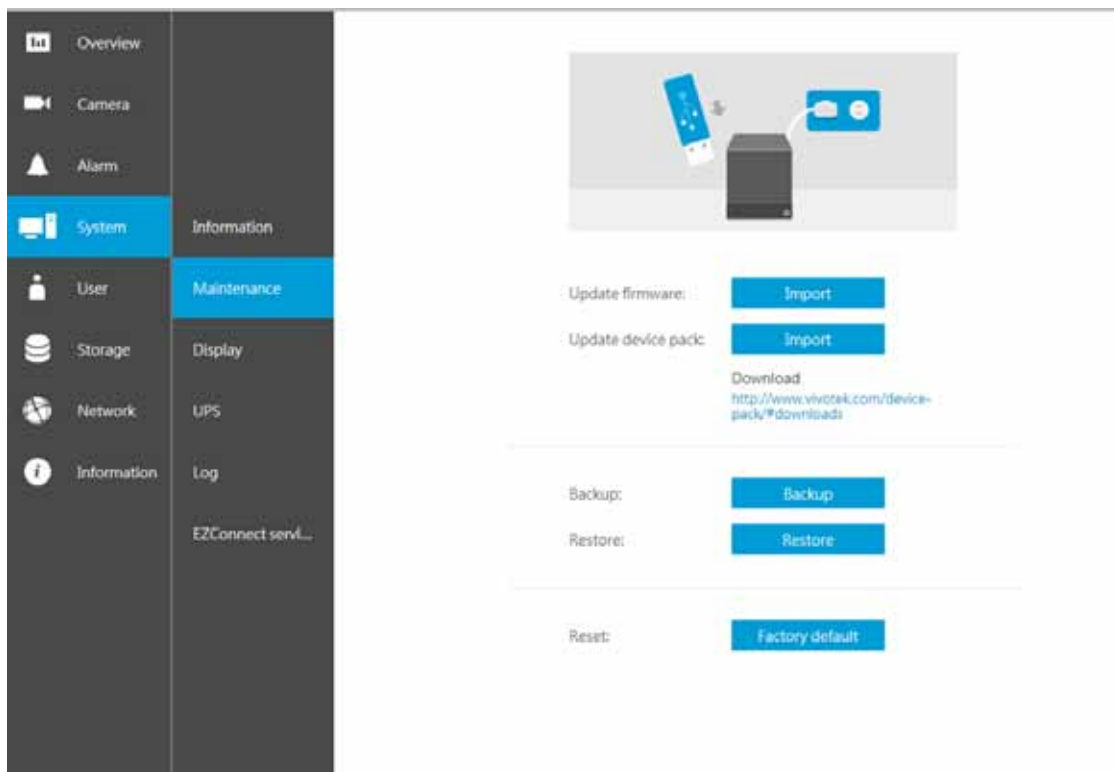 Overview
Camera
Alarm
System
User
Storage
Network
Information
Information
Maintenance
Display
UPS
Log
EZConnect servi...
Update firmware:
Import
Update device pack:
Import
Download
http://www.vivotek.com/device-
pack/#downloads
Backup:
Backup
Restore:
Restore
Reset:
Factory default